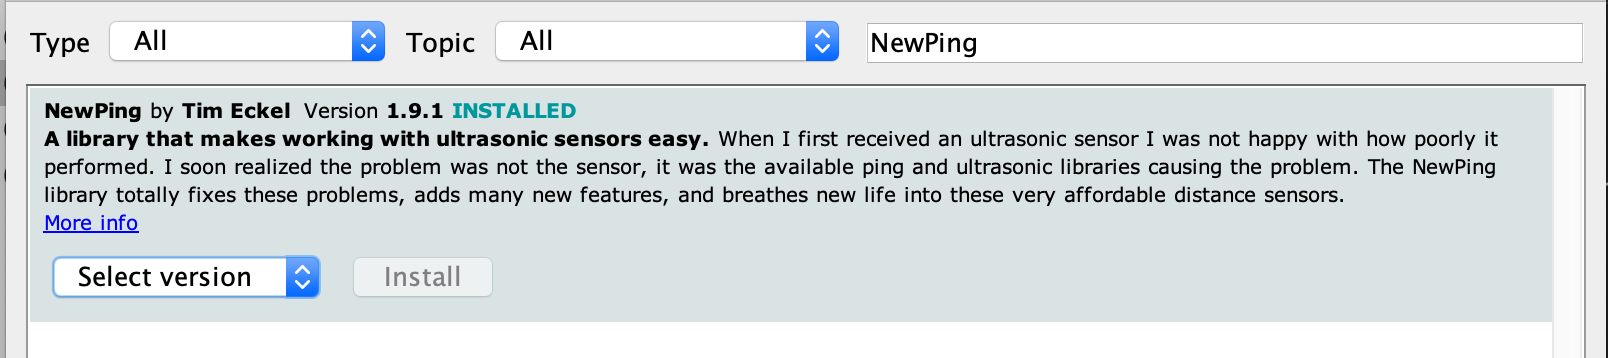 Type All Topic All NewPing
NewPing by Tim Eckel Version 1.9.1 INSTALLED
A library that makes working with ultrasonic sensors easy. When I first received an ultrasonic sensor I was not happy with how poorly it
performed. I soon realized the problem was not the sensor, it was the available ping and ultrasonic libraries causing the problem. The NewPing
library totally fixes these problems, adds many new features, and breathes new life into these very affordable distance sensors.
More info
Select version Install